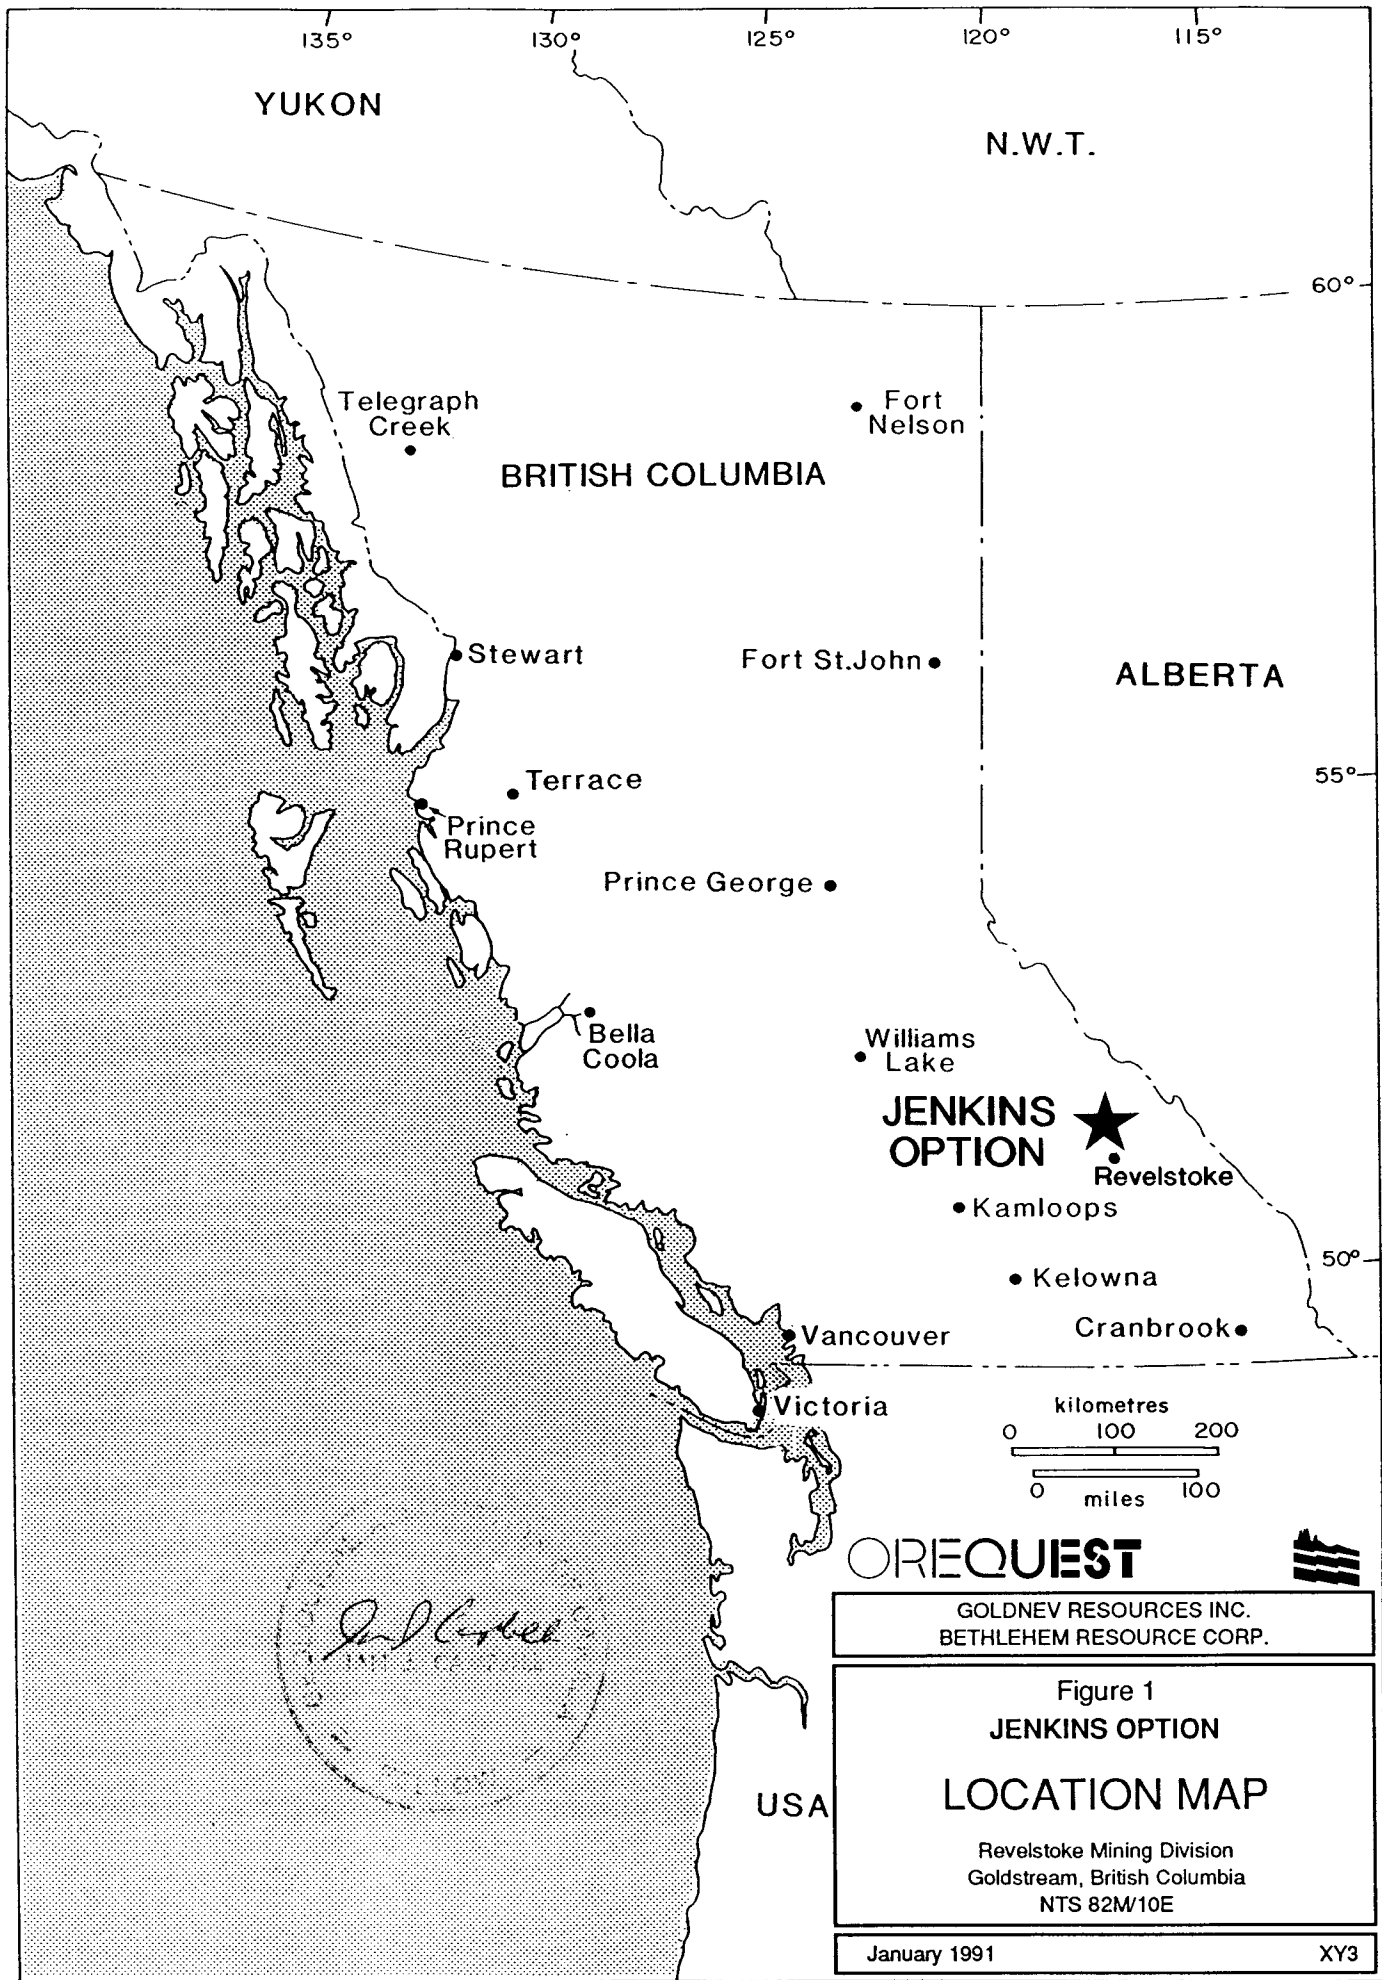 135° 130° 125° 120° 115°
YUKON
N.W.T.
60°
Telegraph
Creek
Fort
Nelson
BRITISH COLUMBIA
Stewart
Fort St.John
ALBERTA
55°
Terrace
Prince
Rupert
Prince George
Bella
Coola
Williams
Lake
JENKINS
OPTION
Revelstoke
Kamloops
50°
Kelowna
Cranbrook
Vancouver
Victoria
kilometres
0 100 200
0 miles 100
OREQUEST
GOLDNEV RESOURCES INC.
BETHLEHEM RESOURCE CORP.
Figure 1
JENKINS OPTION
LOCATION MAP
USA
Revelstoke Mining Division
Goldstream, British Columbia
NTS 82M/10E
January 1991 XY3